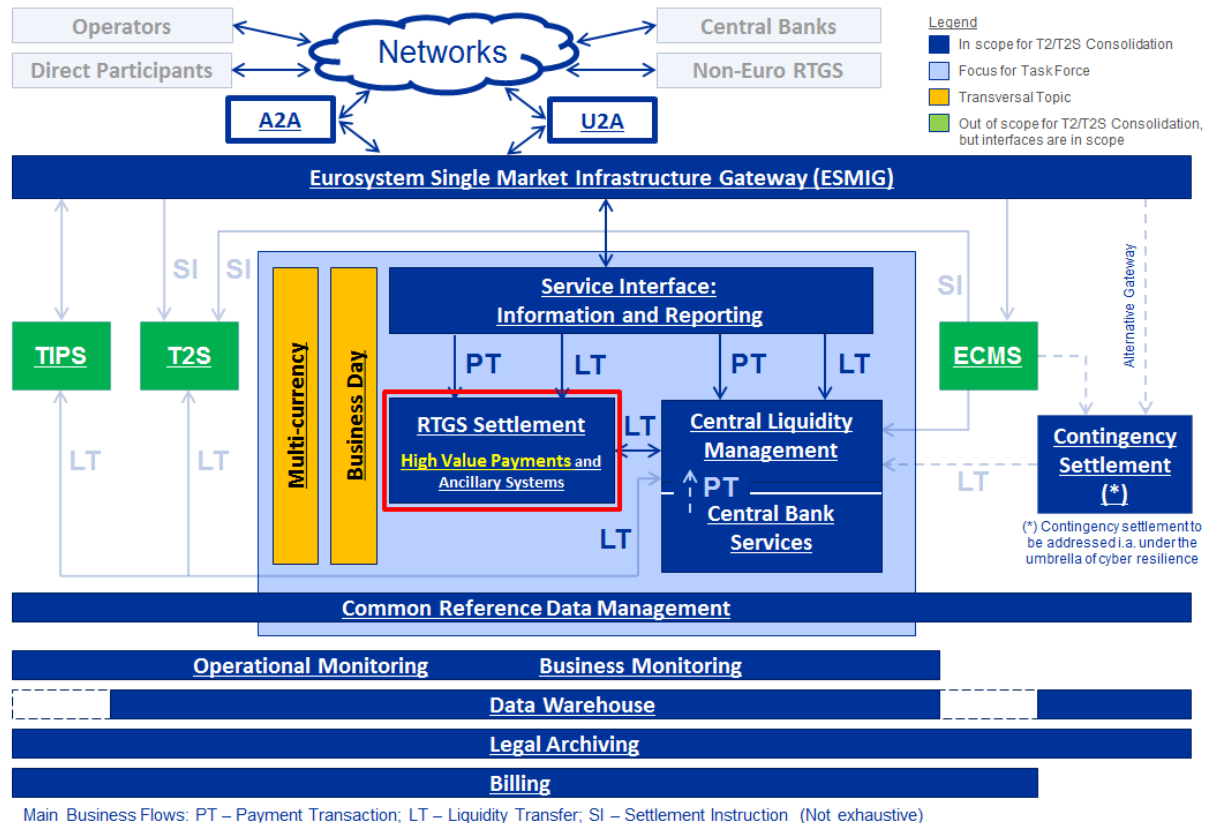 Operators
Direct Participants
Networks
Central Banks
Non-Euro RTGS
Legend
In scope for T2/T2S Consolidation
Focus for Task Force
Transversal Topic
Out of scope for T2/T2S Consolidation,
but interfaces are in scope
A2A
U2A
Eurosystem Single Market Infrastructure Gateway (ESMIG)
SI
SI
SI
Alternative Gateway
Service Interface:
Information and Reporting
TIPS
T2S
ECMS
Multi-currency
Business Day
PT
LT
PT
LT
RTGS Settlement
High Value Payments and
Ancillary Systems
LT
Central Liquidity
Management
PT
Central Bank
Services
LT
LT
LT
LT
Contingency
Settlement
(*)
(*) Contingency settlement to
be addressed i.a. under the
umbrella of cyber resilience
Common Reference Data Management
Operational Monitoring
Business Monitoring
Data Warehouse
Legal Archiving
Billing
Main Business Flows: PT – Payment Transaction; LT – Liquidity Transfer; SI – Settlement Instruction (Not exhaustive)